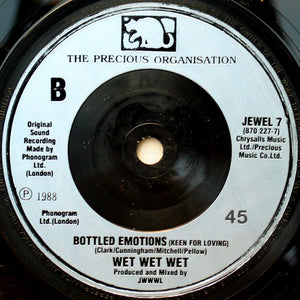 THE PRECIOUS ORGANISATION
B
Original
Sound
Recording
Made by
Phonogram
Ltd.
(London)
JEWEL 7
(870 227-7)
Chrysalis Music
Ltd./Precious
Music Co.Ltd.
Ⓟ 1988
Phonogram
Ltd.(London)
45
BOTTLED EMOTIONS (KEEN FOR LOVING)
(Clark/Cunningham/Mitchell/Pellow)
WET WET WET
Produced and Mixed by
JWWWL